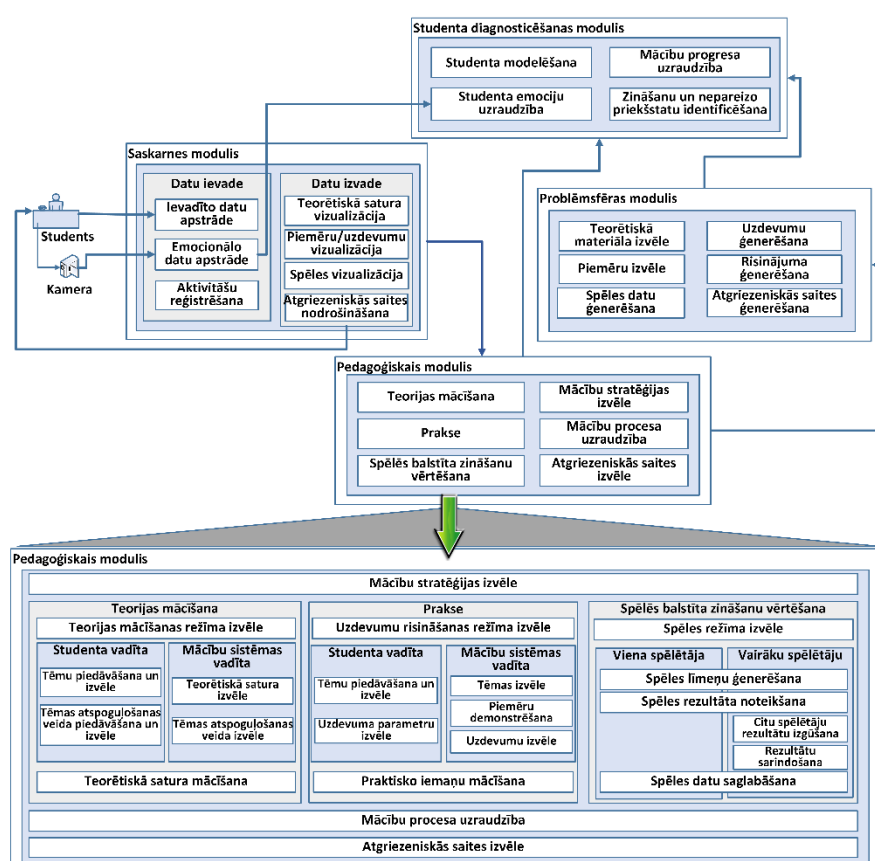 Studenta diagnosticēšanas modulis
Studenta modelēšana
Mācību progresa
uzraudzība
Studenta emociju
uzraudzība
Zināšanu un nepareizo
priekšstatu identificēšana
Saskarnes modulis
Datu ievade
Ievadīto datu
apstrāde
Emocionālo
datu apstrāde
Aktivitāšu
reģistrēšana
Datu izvade
Teorētiskā satura
vizualizācija
Piemēru/uzdevumu
vizualizācija
Spēles vizualizācija
Atgriezeniskās saites
nodrošināšana
Students
Kamera
Problēmsfēras modulis
Teorētiskā
materiāla izvēle
Uzdevumu
ģenerēšana
Piemēru izvēle
Risinājuma
ģenerēšana
Spēles datu
ģenerēšana
Atgriezeniskās saites
ģenerēšana
Pedagoģiskais modulis
Teorijas mācīšana
Mācību stratēģijas
izvēle
Prakse
Mācību procesa
uzraudzība
Spēlēs balstīta zināšanu
vērtēšana
Atgriezeniskās saites
izvēle
Pedagoģiskais modulis
Mācību stratēģijas izvēle
Teorijas mācīšana
Teorijas mācīšanas režīma izvēle
Studenta vadīta
Tēmu piedāvāšana un
izvēle
Tēmas atspoguļošanas
veida piedāvāšana un
izvēle
Mācību sistēmas
vadīta
Teorētiskā satura
izvēle
Tēmas atspoguļošanas
veida izvēle
Teorētiskā satura mācīšana
Prakse
Uzdevumu risināšanas režīma izvēle
Studenta vadīta
Tēmu piedāvāšana un
izvēle
Uzdevuma parametru
izvēle
Mācību sistēmas
vadīta
Tēmas izvēle
Piemēru
demonstrēšana
Uzdevumu izvēle
Praktisko iemaņu mācīšana
Spēlēs balstīta zināšanu vērtēšana
Spēles režīma izvēle
Viena spēlētāja
Vairāku spēlētāju
Spēles līmeņu ģenerēšana
Spēles rezultāta noteikšana
Citu spēlētāju
rezultātu izgūšana
Rezultātu
sarindošana
Spēles datu saglabāšana
Mācību procesa uzraudzība
Atgriezeniskās saites izvēle